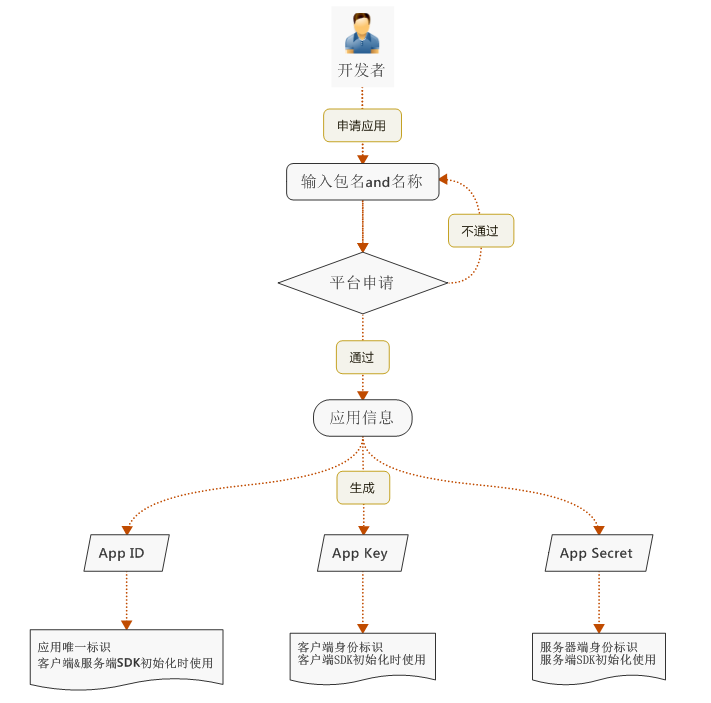 开发者
申请应用
输入包名and名称
不通过
平台申请
通过
应用信息
生成
App ID
App Key
App Secret
应用唯一标识
客户端&服务端SDK初始化时使用
客户端身份标识
客户端SDK初始化时使用
服务器端身份标识
服务端SDK初始化使用